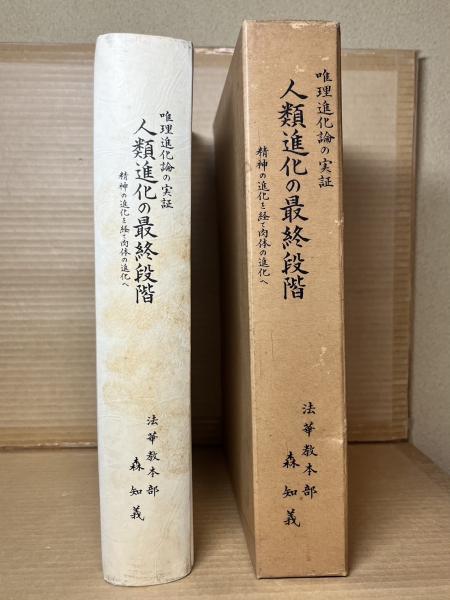 唯理進化論の実証
人類進化の最終段階
精神の進化を経て肉体の進化へ
法華教本部
森知義
唯理進化論の実証
人類進化の最終段階
精神の進化を経て肉体の進化へ
法華教本部
森知義